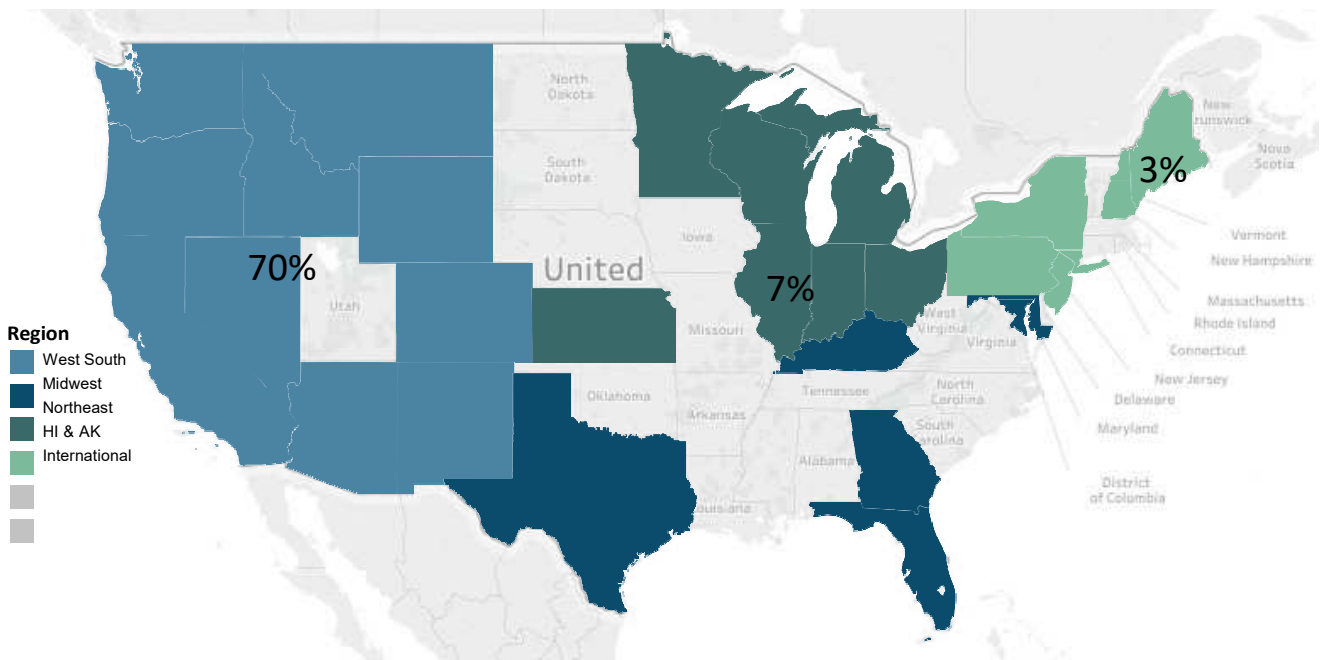 North
Dakota
New
runswick
Nova
Scotia
South
Dakota
3%
Iowa
Vermont
70%
United
New Hampshire
7%
Utah
Massachusetts
West
Virginia
Missouri
Rhode Island
Virginia
Region
West South
Midwest
Northeast
HI & AK
International
Connecticut
New Jersey
Delaware
Maryland
Oklahoma
Tennessee
North
Carolina
Arkansas
South
Carolina
Alabama
District
of Columbia
ouisiana